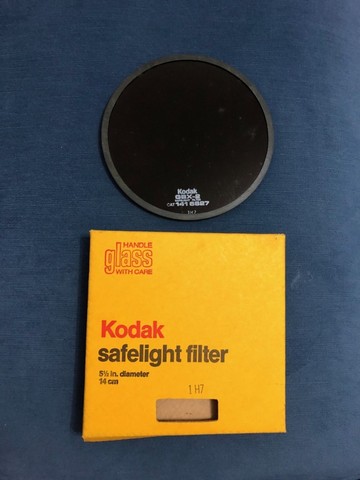 Kodak
GBX-2
CAT 141 6827
1H7
HANDLE
glass
WITH CARE
Kodak
safelight filter
5½ in. diameter
14 cm
1 H7